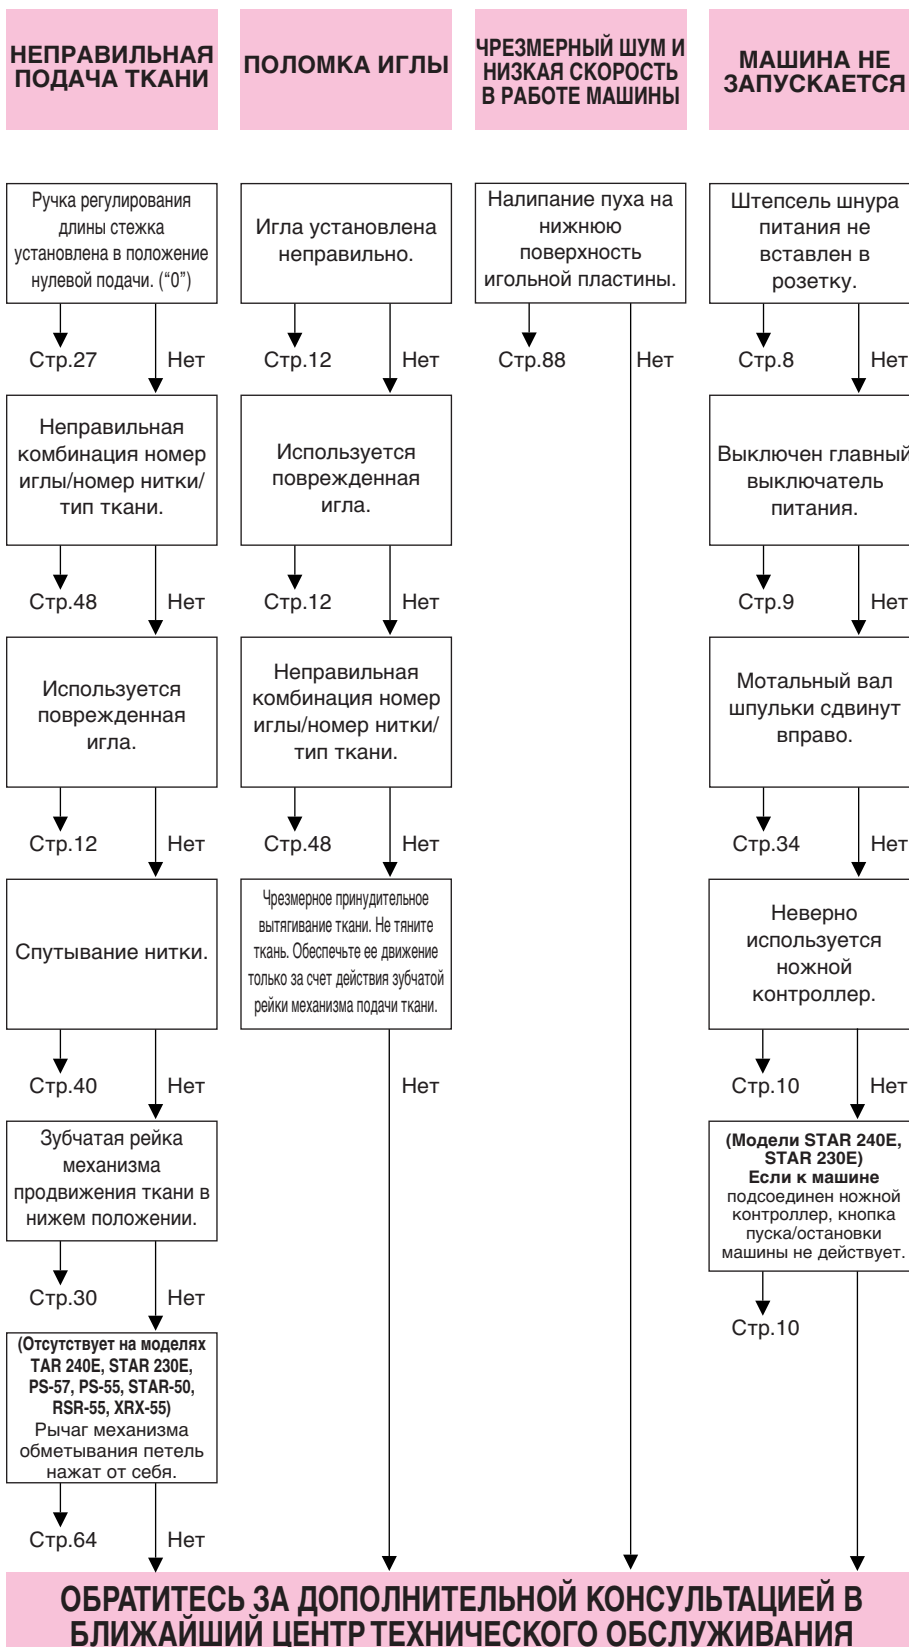 НЕПРАВИЛЬНАЯ
ПОДАЧА ТКАНИ
Ручка регулирования
длины стежка
установлена в положение
нулевой подачи. (“0”)
Стр.27
Нет
Неправильная
комбинация номер
иглы/номер нитки/
тип ткани.
Стр.48
Нет
Используется
поврежденная
игла.
Стр.12
Нет
Спутывание нитки.
Стр.40
Нет
Зубчатая рейка
механизма
продвижения ткани в
нижем положении.
Стр.30
Нет
(Отсутствует на моделях
TAR 240E, STAR 230E,
PS-57, PS-55, STAR-50,
RSR-55, XRX-55)
Рычаг механизма
обметывания петель
нажат от себя.
Стр.64
Нет
ПОЛОМКА ИГЛЫ
Игла установлена
неправильно.
Стр.12
Нет
Используется
поврежденная
игла.
Стр.12
Нет
Неправильная
комбинация номер
иглы/номер нитки/
тип ткани.
Стр.48
Нет
Чрезмерное принудительное
вытягивание ткани. Не тяните
ткань. Обеспечьте ее движение
только за счет действия зубчатой
рейки механизма подачи ткани.
Нет
ЧРЕЗМЕРНЫЙ ШУМ И
НИЗКАЯ СКОРОСТЬ
В РАБОТЕ МАШИНЫ
Налипание пуха на
нижнюю
поверхность
игольной пластины.
Стр.88
Нет
МАШИНА НЕ
ЗАПУСКАЕТСЯ
Штепсель шнура
питания не
вставлен в
розетку.
Стр.8
Нет
Выключен главный
выключатель
питания.
Стр.9
Нет
Мотальный вал
шпульки сдвинут
вправо.
Стр.34
Нет
Неверно
используется
ножной
контроллер.
Стр.10
Нет
(Модели STAR 240E,
STAR 230E)
Если к машине
подсоединен ножной
контроллер, кнопка
пуска/остановки
машины не действует.
Стр.10
ОБРАТИТЕСЬ ЗА ДОПОЛНИТЕЛЬНОЙ КОНСУЛЬТАЦИЕЙ В
БЛИЖАЙШИЙ ЦЕНТР ТЕХНИЧЕСКОГО ОБСЛУЖИВАНИЯ